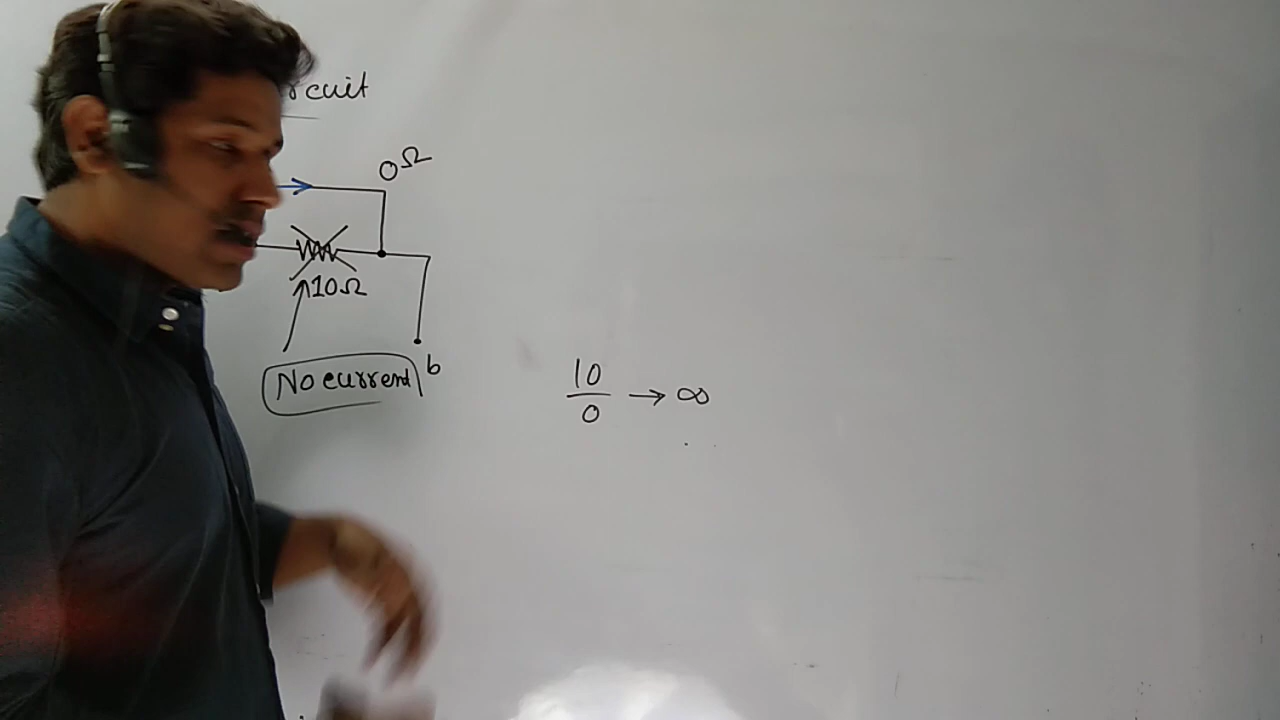 rcuit
0Ω
10Ω
No current
b
10
0 → ∞